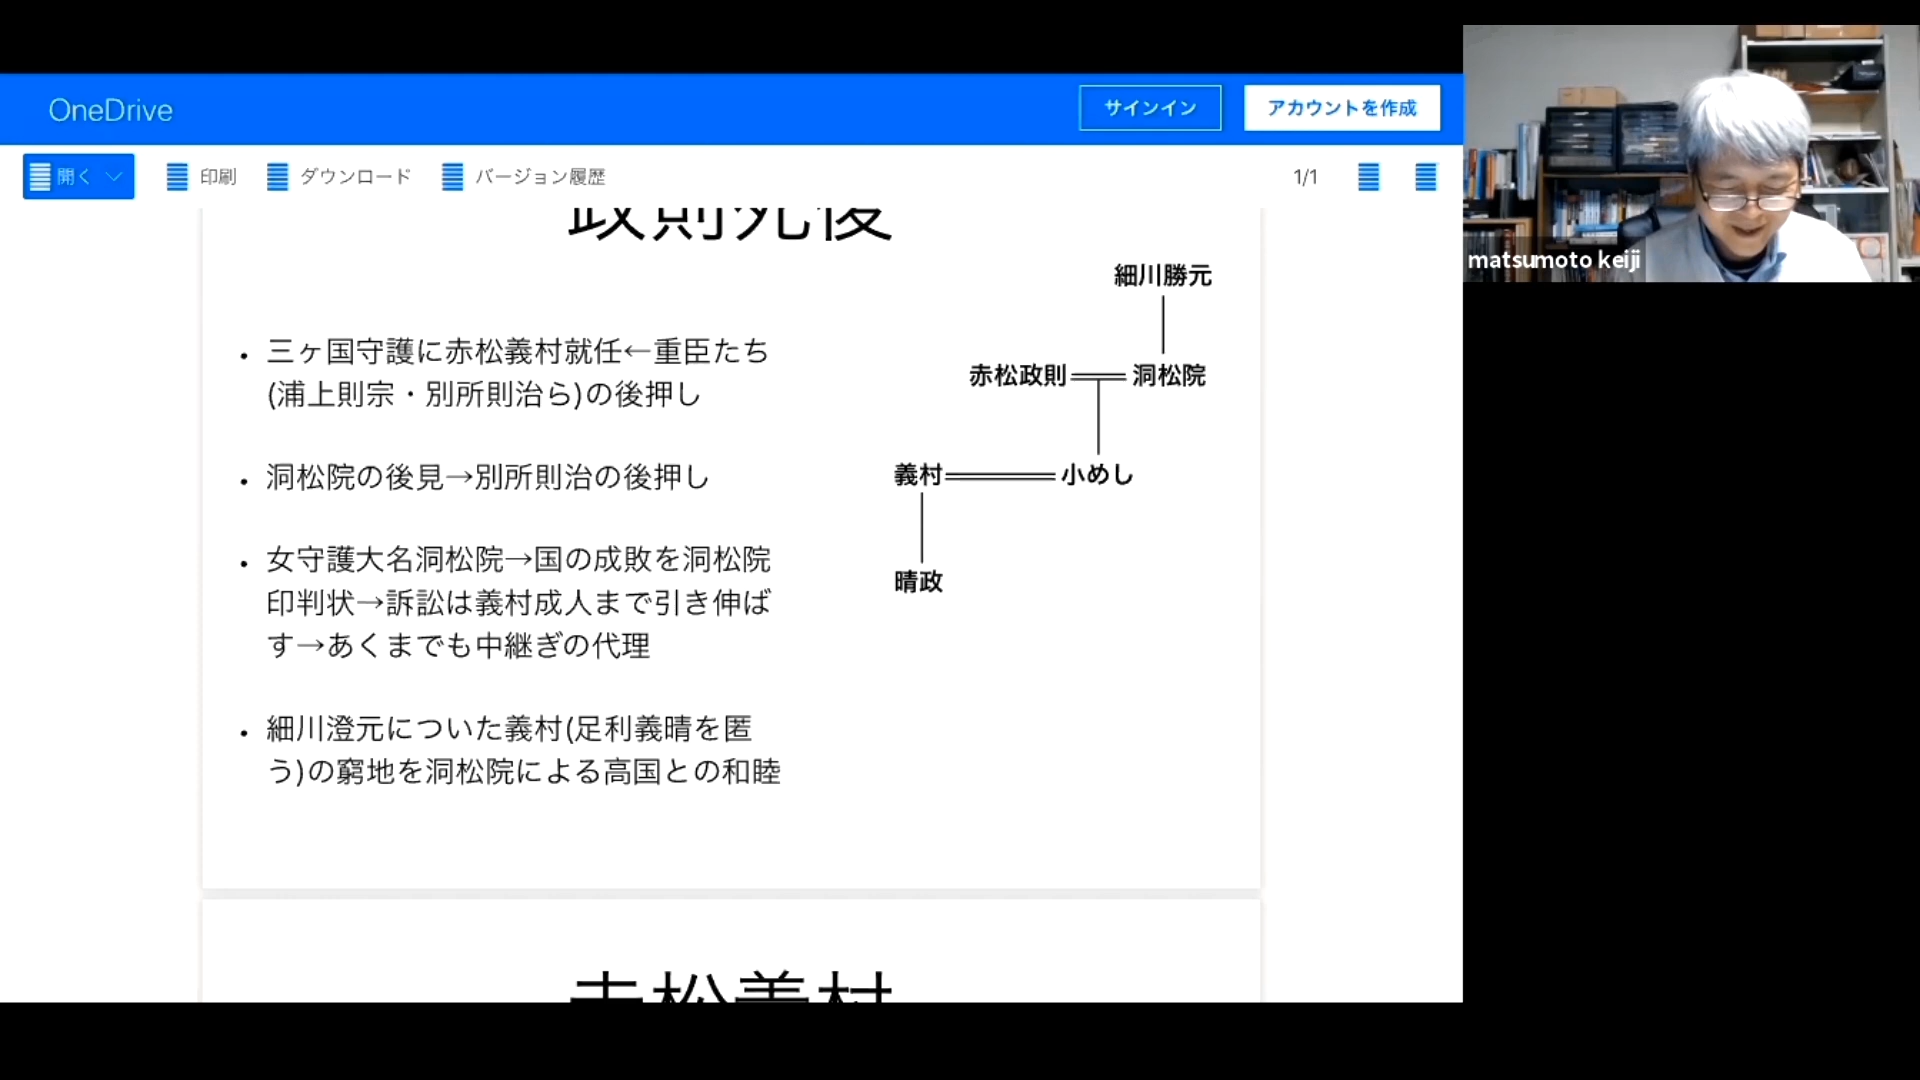 OneDrive
サインイン
アカウントを作成
開く
印刷
ダウンロード
バージョン履歴
1/1
matsumoto keiji
政則死後
• 三ヶ国守護に赤松義村就任←重臣たち
(浦上則宗・別所則治ら)の後押し
• 洞松院の後見→別所則治の後押し
• 女守護大名洞松院→国の成敗を洞松院
印判状→訴訟は義村成人まで引き伸ば
す→あくまでも中継ぎの代理
• 細川澄元についた義村(足利義晴を匿
う)の窮地を洞松院による高国との和睦
細川勝元
赤松政則
洞松院
義村
小めし
晴政
赤松義村